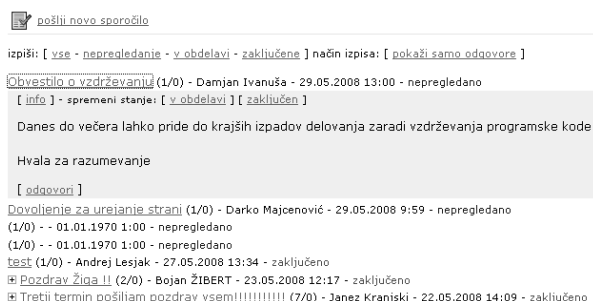 pošlji novo sporočilo
izpiši: [ vse - nepregledanje - v obdelavi - zaključene ] način izpisa: [ pokaži samo odgovore ]
Obvestilo o vzdrževanju (1/0) - Damjan Ivanuša - 29.05.2008 13:00 - nepregledano
[ info ] - spremeni stanje: [ v obdelavi ] [ zaključen ]
Danes do večera lahko pride do krajših izpadov delovanja zaradi vzdrževanja programske kode
Hvala za razumevanje
[ odgovori ]
Dovoljenje za urejanje strani (1/0) - Darko Majcenović - 29.05.2008 9:59 - nepregledano
(1/0) - - 01.01.1970 1:00 - nepregledano
(1/0) - - 01.01.1970 1:00 - nepregledano
test (1/0) - Andrej Lesjak - 27.05.2008 13:34 - zaključeno
Pozdrav Žiga !! (2/0) - Bojan ŽIBERT - 23.05.2008 12:17 - zaključeno
Tretji termin pošiljam pozdrav vsem!!!!!!!!!!! (7/0) - Janez Kranjski - 22.05.2008 14:09 - zaključeno